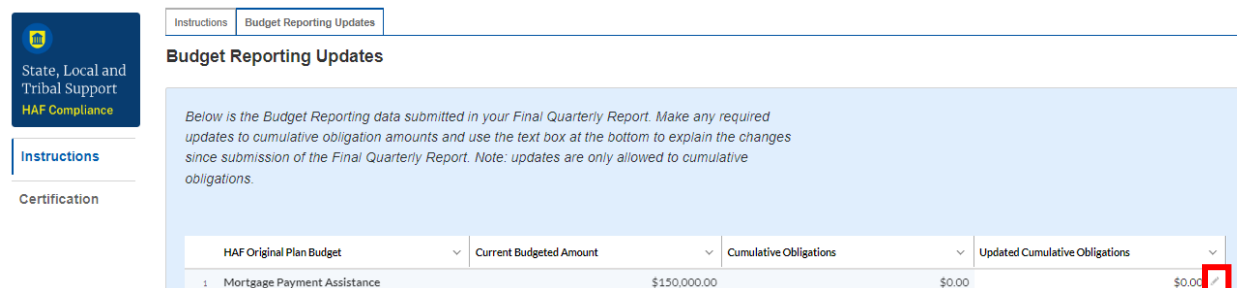 Instructions
Budget Reporting Updates
State, Local and
Tribal Support
HAF Compliance
Instructions
Certification
Budget Reporting Updates
Below is the Budget Reporting data submitted in your Final Quarterly Report. Make any required
updates to cumulative obligation amounts and use the text box at the bottom to explain the changes
since submission of the Final Quarterly Report. Note: updates are only allowed to cumulative
obligations.
HAF Original Plan Budget Current Budgeted Amount Cumulative Obligations Updated Cumulative Obligations
1 Mortgage Payment Assistance $150,000.00 $0.00 $0.00